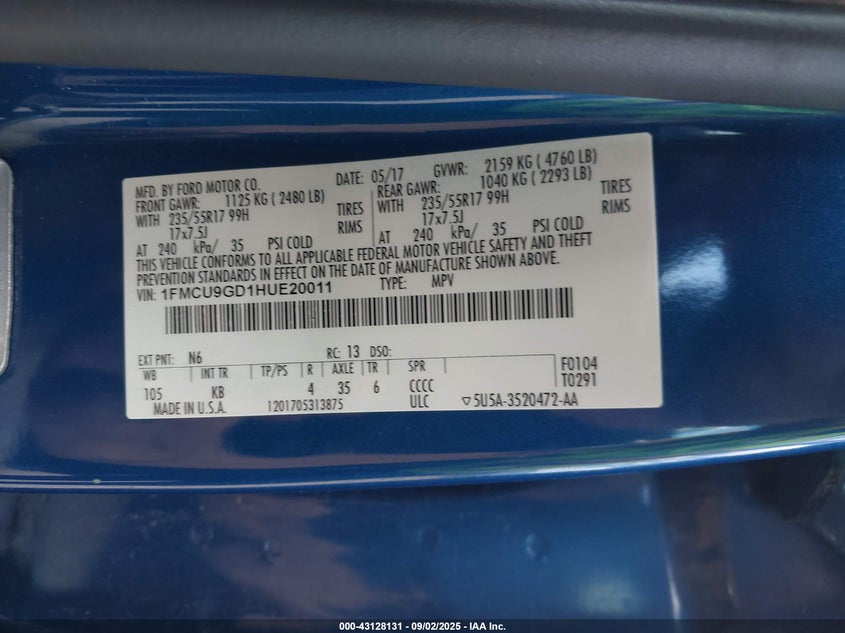 MFD. BY FORD MOTOR CO.
DATE: 05/17
GVWR: 2159 KG ( 4760 LB)
FRONT GAWR: 1125 KG ( 2480 LB)
REAR GAWR: 1040 KG ( 2293 LB)
WITH 235/55R17 99H TIRES
WITH 235/55R17 99H TIRES
17x7.5J RIMS
17x7.5J RIMS
AT 240 kPa/ 35 PSI COLD
AT 240 kPa/ 35 PSI COLD
THIS VEHICLE CONFORMS TO ALL APPLICABLE FEDERAL MOTOR VEHICLE SAFETY AND THEFT
PREVENTION STANDARDS IN EFFECT ON THE DATE OF MANUFACTURE SHOWN ABOVE.
VIN: 1FMCU9GD1HUE20011 TYPE: MPV
EXT PNT: N6 RC: 13 DSO:
WB INT TR TP/PS R AXLE TR SPR F0104
105 KB 4 35 6 CCCC T0291
MADE IN U.S.A. 1201705313875 ULC ▽5U5A-3520472-AA
000-43128131 - 09/02/2025 - IAA Inc.